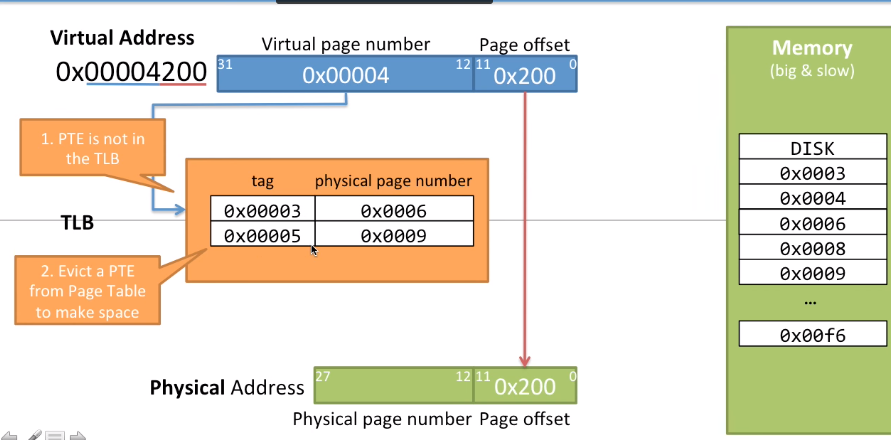 Virtual Address
0x00004200
Virtual page number
Page offset
31
0x00004
12
11
0x200
0
1. PTE is not in
the TLB
TLB
tag
physical page number
0x00003
0x0006
0x00005
0x0009
2. Evict a PTE
from Page Table
to make space
Physical Address
27
12
11
0x200
0
Physical page number
Page offset
Memory
(big & slow)
DISK
0x0003
0x0004
0x0006
0x0008
0x0009
…
0x00f6